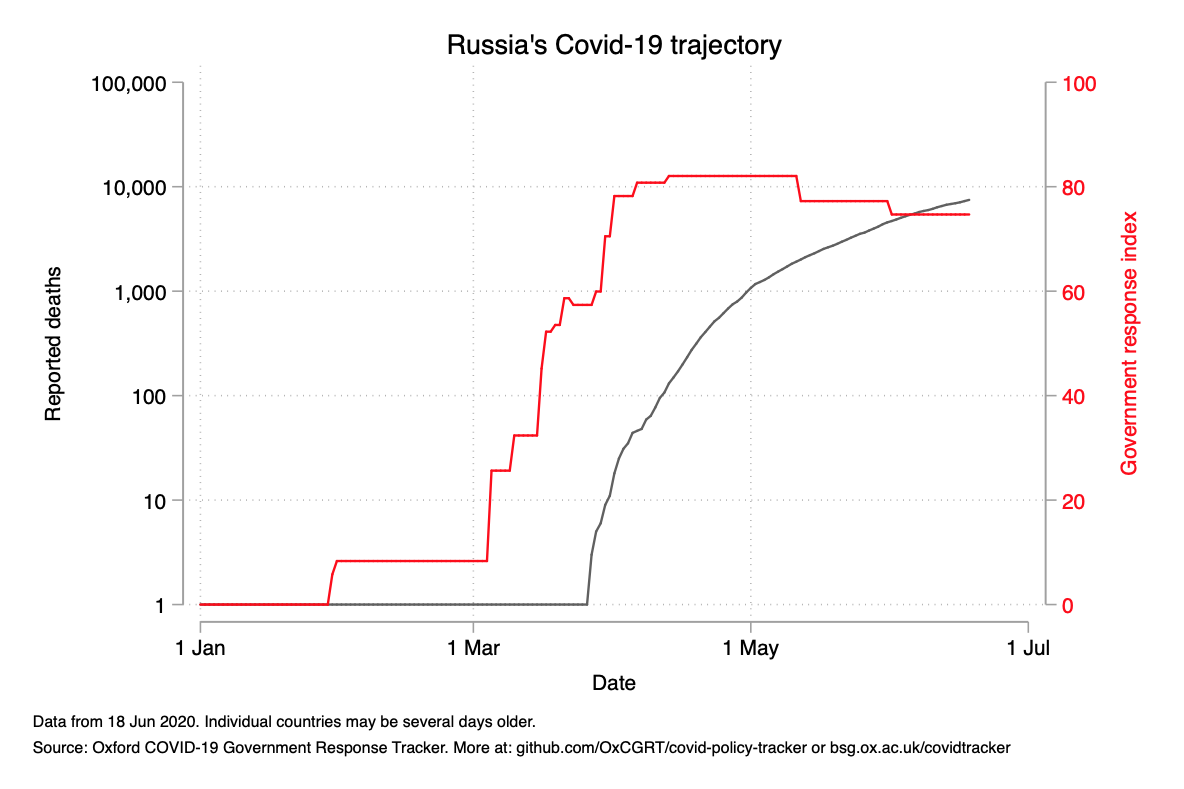 Russia's Covid-19 trajectory
100,000
10,000
1,000
100
10
1
Reported deaths
100
80
60
40
20
0
Government response index
1 Jan
1 Mar
1 May
1 Jul
Date
Data from 18 Jun 2020. Individual countries may be several days older.
Source: Oxford COVID-19 Government Response Tracker. More at: github.com/OxCGRT/covid-policy-tracker or bsg.ox.ac.uk/covidtracker